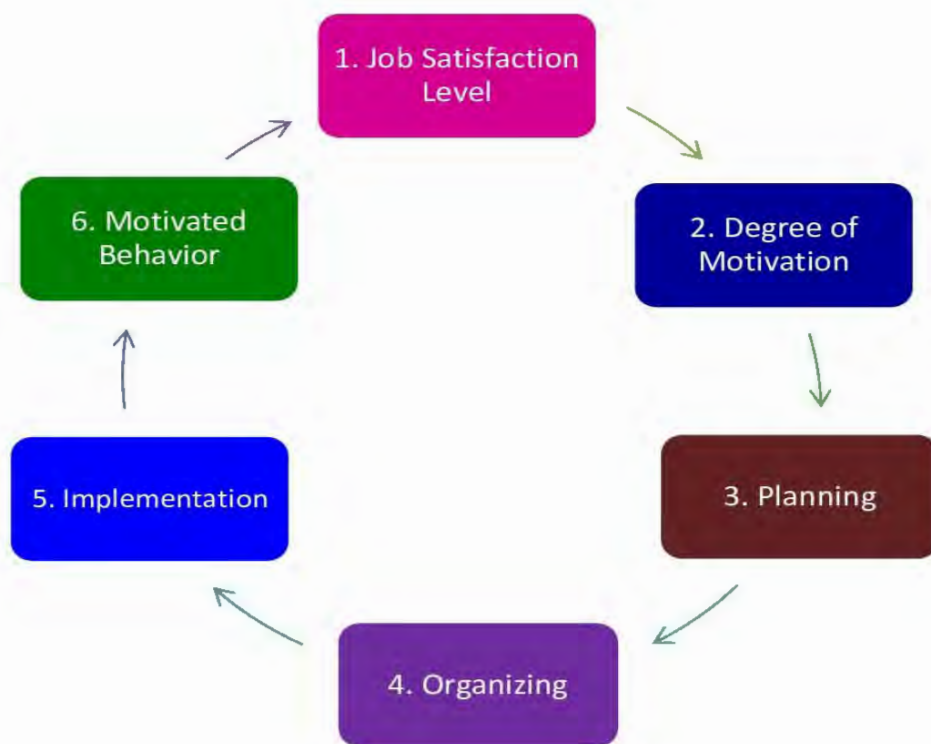 1. Job Satisfaction
Level
2. Degree of
Motivation
3. Planning
4. Organizing
5. Implementation
6. Motivated
Behavior